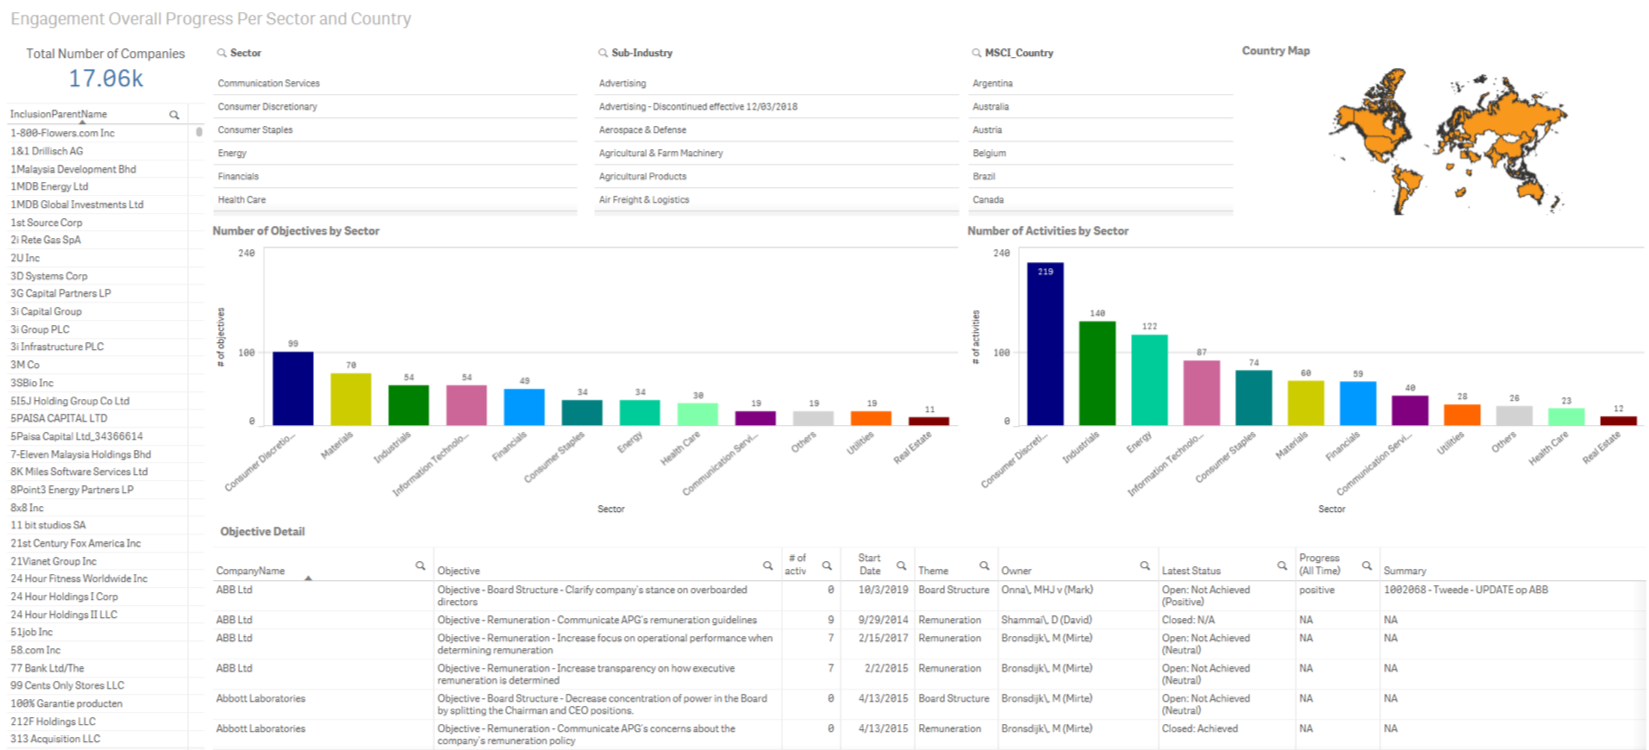 Engagement Overall Progress Per Sector and Country
Total Number of Companies
17.06k
InclusionParentName
1-800-Flowers.com Inc
1&1 Drillisch AG
1Malaysia Development Bhd
1MDB Energy Ltd
1MDB Global Investments Ltd
1st Source Corp
2i Rete Gas SpA
2U Inc
3D Systems Corp
3G Capital Partners LP
3i Capital Group
3i Group PLC
3i Infrastructure PLC
3M Co
3SBio Inc
5I5J Holding Group Co Ltd
5PAISA CAPITAL LTD
5Paisa Capital Ltd_34366614
7-Eleven Malaysia Holdings Bhd
8K Miles Software Services Ltd
8Point3 Energy Partners LP
8x8 Inc
11 bit studios SA
21st Century Fox America Inc
21Vianet Group Inc
24 Hour Fitness Worldwide Inc
24 Hour Holdings I Corp
24 Hour Holdings II LLC
51job Inc
58.com Inc
77 Bank Ltd/The
99 Cents Only Stores LLC
100% Garantie producten
212F Holdings LLC
313 Acquisition LLC
Sector
Communication Services
Consumer Discretionary
Consumer Staples
Energy
Financials
Health Care
Sub-Industry
Advertising
Advertising - Discontinued effective 12/03/2018
Aerospace & Defense
Agricultural & Farm Machinery
Agricultural Products
Air Freight & Logistics
MSCI_Country
Argentina
Australia
Austria
Belgium
Brazil
Canada
Country Map
Number of Objectives by Sector
# of objectives
240
100
0
99
70
54
54
49
34
34
30
19
19
19
11
Consumer Discretio...
Materials
Industrials
Information Technolo...
Financials
Consumer Staples
Energy
Health Care
Communication Servi...
Others
Utilities
Real Estate
Sector
Number of Activities by Sector
# of activities
240
100
0
219
140
122
87
74
60
59
40
28
26
23
12
Consumer Discreti...
Industrials
Energy
Information Technolo...
Consumer Staples
Materials
Financials
Communication Servi...
Utilities
Others
Health Care
Real Estate
Sector
Objective Detail
CompanyName Objective # of activ Start Date Theme Owner Latest Status Progress (All Time) Summary
ABB Ltd Objective - Board Structure - Clarify company's stance on overboarded directors 0 10/3/2019 Board Structure Onna\, MHJ v (Mark) Open: Not Achieved (Positive) positive 1002068 - Tweede - UPDATE op ABB
ABB Ltd Objective - Remuneration - Communicate APG's remuneration guidelines 9 9/29/2014 Remuneration Shammai\, D (David) Closed: N/A NA NA
ABB Ltd Objective - Remuneration - Increase focus on operational performance when determining remuneration 7 2/15/2017 Remuneration Bronsdijk\, M (Mirte) Open: Not Achieved (Neutral) NA NA
ABB Ltd Objective - Remuneration - Increase transparency on how executive remuneration is determined 7 2/2/2015 Remuneration Bronsdijk\, M (Mirte) Open: Not Achieved (Neutral) NA NA
Abbott Laboratories Objective - Board Structure - Decrease concentration of power in the Board by splitting the Chairman and CEO positions. 0 4/13/2015 Board Structure Bronsdijk\, M (Mirte) Open: Not Achieved (Neutral) NA NA
Abbott Laboratories Objective - Remuneration - Communicate APG's concerns about the company's remuneration policy 0 4/13/2015 Remuneration Bronsdijk\, M (Mirte) Closed: Achieved NA NA